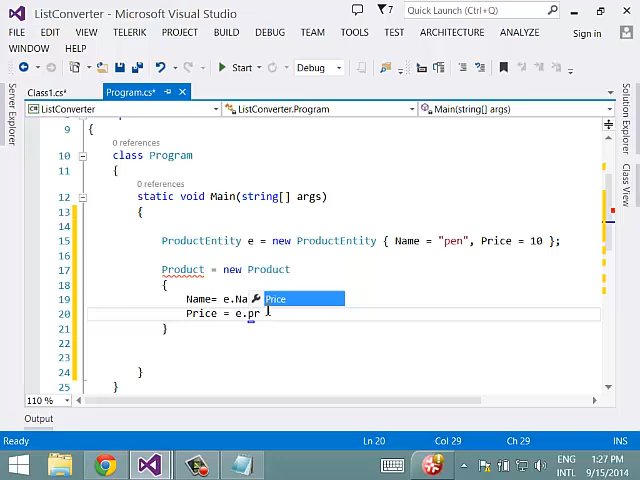 ListConverter - Microsoft Visual Studio
7
Quick Launch (Ctrl+Q)
FILE EDIT VIEW TELERIK PROJECT BUILD DEBUG TEAM TOOLS TEST ARCHITECTURE ANALYZE Sign in
WINDOW HELP
Start Debug
Class1.cs* Program.cs*
ListConverter ListConverter.Program Main(string[] args)
Server Explorer
Solution Explorer
Class View
9 {
0 references
10 class Program
11 {
0 references
12 static void Main(string[] args)
13 {
14
15 ProductEntity e = new ProductEntity { Name = "pen", Price = 10 };
16
17 Product = new Product
18 {
19 Name= e.Na Price
20 Price = e.pr
21 }
22
23
24 }
25 }
110 %
Output
Ready Ln 20 Col 29 Ch 29 INS
ENG 1:27 PM
INTL 9/15/2014